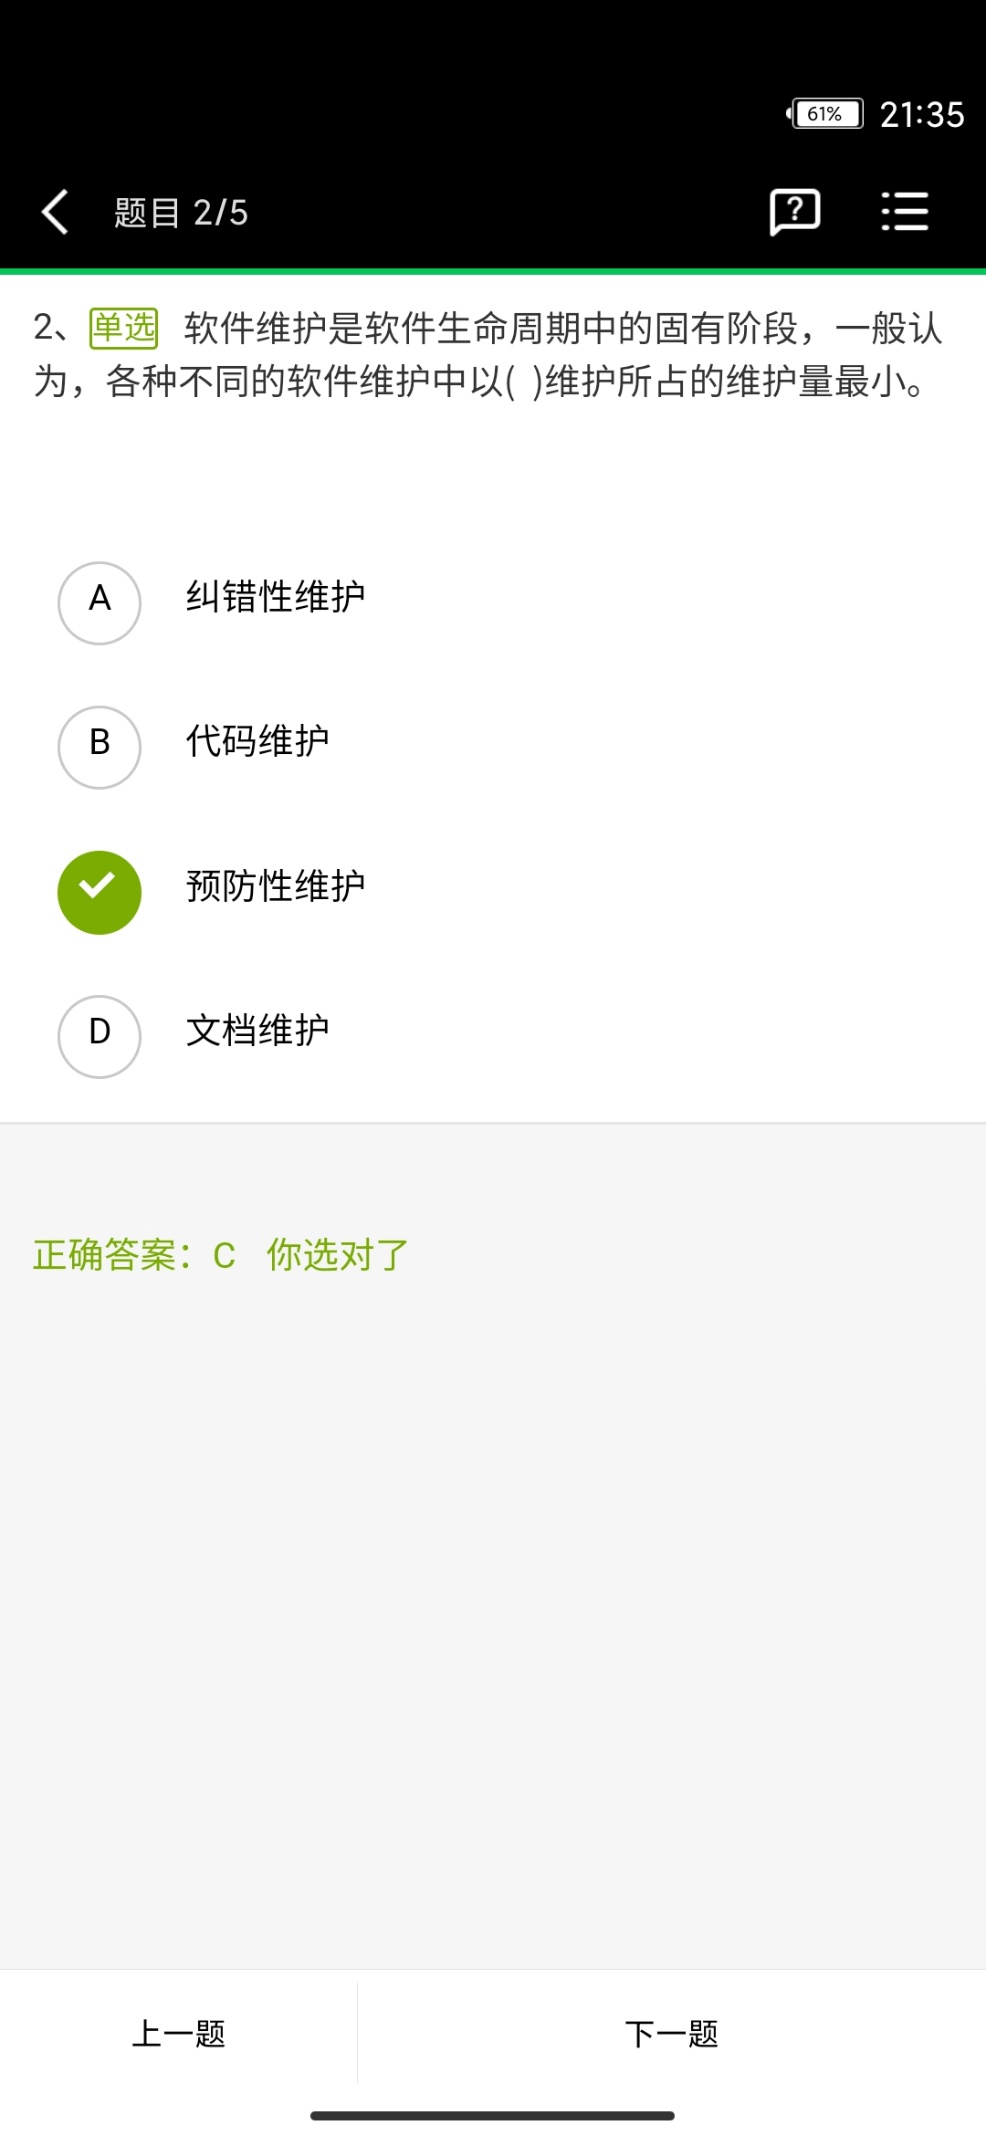 61% 21:35
题目 2/5
2、单选 软件维护是软件生命周期中的固有阶段，一般认
为，各种不同的软件维护中以( )维护所占的维护量最小。
A 纠错性维护
B 代码维护
预防性维护
D 文档维护
正确答案：C 你选对了
上一题 下一题